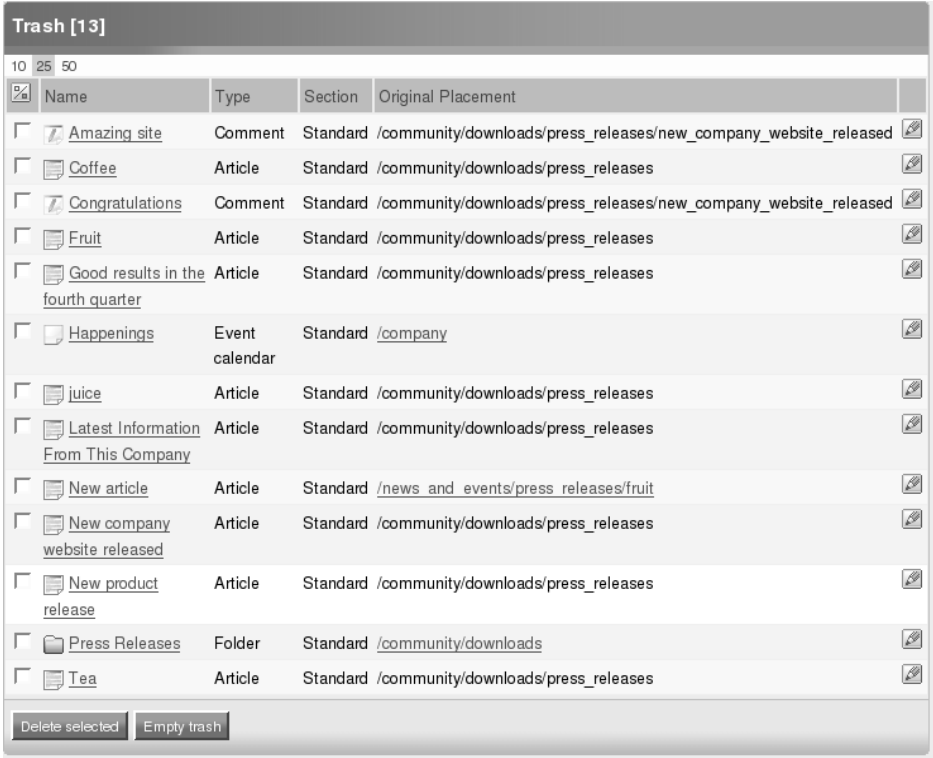 Trash [13]
10 25 50
Name Type Section Original Placement
Amazing site Comment Standard /community/downloads/press_releases/new_company_website_released
Coffee Article Standard /community/downloads/press_releases
Congratulations Comment Standard /community/downloads/press_releases/new_company_website_released
Fruit Article Standard /community/downloads/press_releases
Good results in the Article Standard /community/downloads/press_releases
fourth quarter
Happenings Event Standard /company
calendar
juice Article Standard /community/downloads/press_releases
Latest Information Article Standard /community/downloads/press_releases
From This Company
New article Article Standard /news_and_events/press_releases/fruit
New company Article Standard /community/downloads/press_releases
website released
New product Article Standard /community/downloads/press_releases
release
Press Releases Folder Standard /community/downloads
Tea Article Standard /community/downloads/press_releases
Delete selected Empty trash